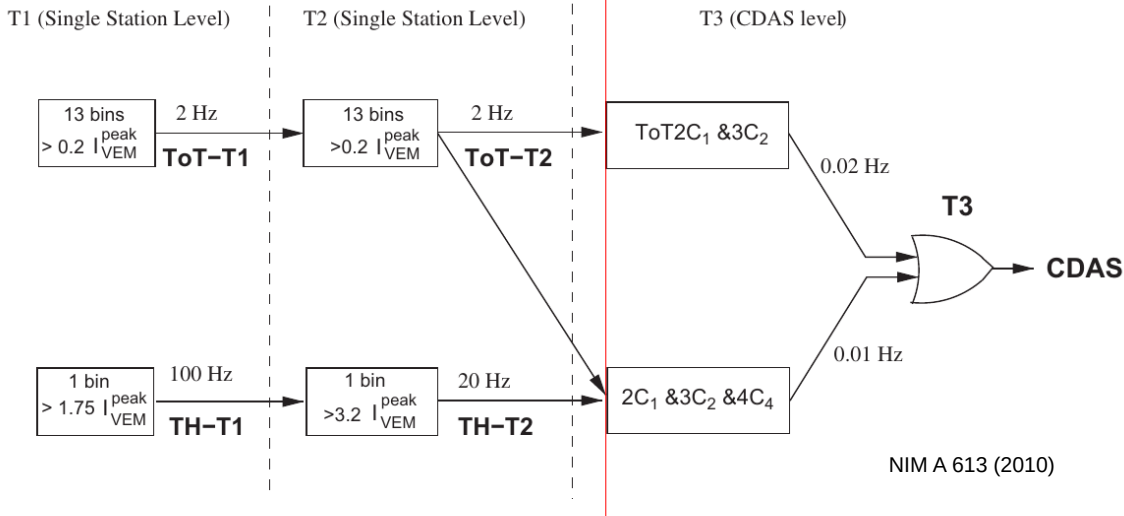 T1 (Single Station Level)
T2 (Single Station Level)
T3 (CDAS level)
13 bins
> 0.2 I_VEM^peak
2 Hz
ToT−T1
13 bins
>0.2 I_VEM^peak
2 Hz
ToT−T2
ToT2C₁ &3C₂
0.02 Hz
T3
CDAS
0.01 Hz
1 bin
> 1.75 I_VEM^peak
100 Hz
TH−T1
1 bin
>3.2 I_VEM^peak
20 Hz
TH−T2
2C₁ &3C₂ &4C₄
NIM A 613 (2010)